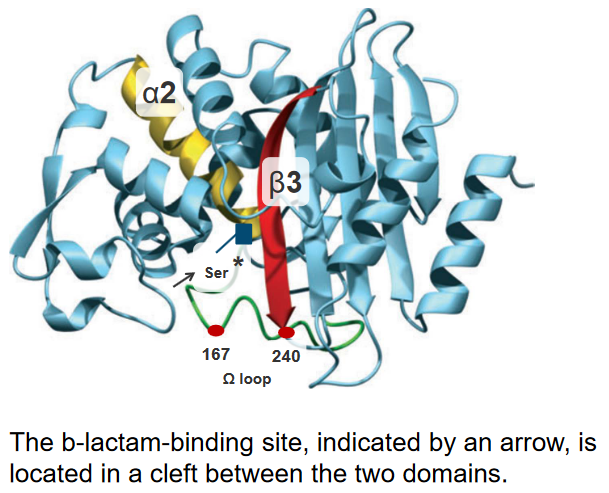 α2
β3
Ser *
167 240
Ω loop
The b-lactam-binding site, indicated by an arrow, is
located in a cleft between the two domains.